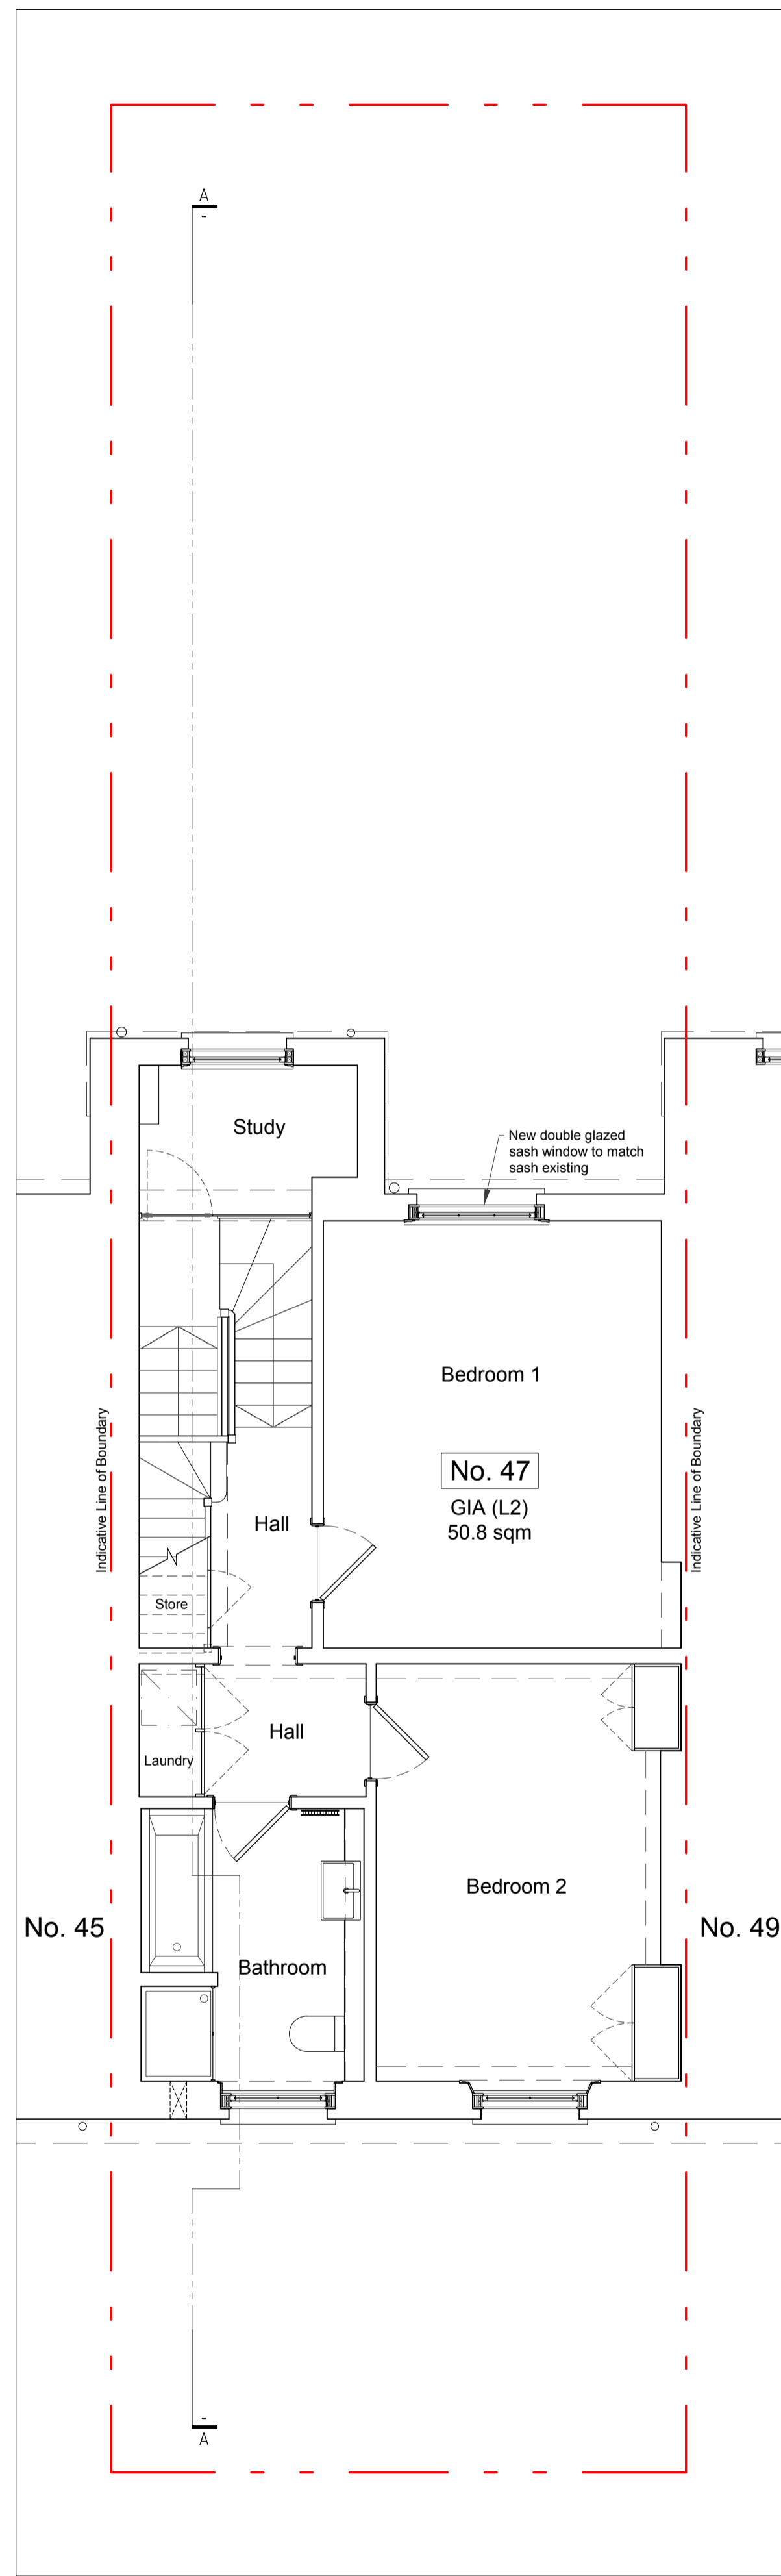 A
-
Study
New double glazed
sash window to match
sash existing
Bedroom 1
Indicative Line of Boundary
Indicative Line of Boundary
No. 47
GIA (L2)
50.8 sqm
Hall
Store
Hall
Laundry
Bedroom 2
No. 45
No. 49
Bathroom
-
A